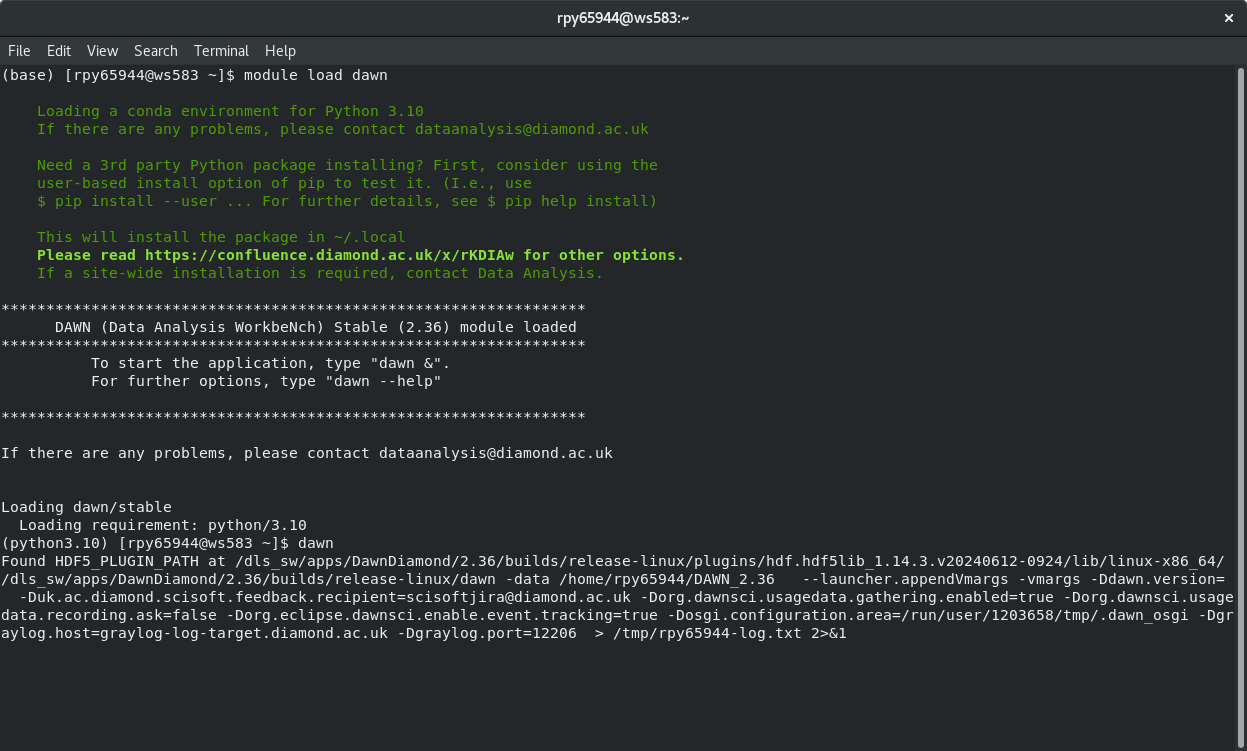 rpy65944@ws583:~
File Edit View Search Terminal Help
(base) [rpy65944@ws583 ~]$ module load dawn
Loading a conda environment for Python 3.10
If there are any problems, please contact dataanalysis@diamond.ac.uk
Need a 3rd party Python package installing? First, consider using the
user-based install option of pip to test it. (I.e., use
$ pip install --user ... For further details, see $ pip help install)
This will install the package in ~/.local
Please read https://confluence.diamond.ac.uk/x/rKDIAw for other options.
If a site-wide installation is required, contact Data Analysis.
*****************************************************************
DAWN (Data Analysis WorkbeNch) Stable (2.36) module loaded
*****************************************************************
To start the application, type "dawn &".
For further options, type "dawn --help"
*****************************************************************
If there are any problems, please contact dataanalysis@diamond.ac.uk
Loading dawn/stable
Loading requirement: python/3.10
(python3.10) [rpy65944@ws583 ~]$ dawn
Found HDF5_PLUGIN_PATH at /dls_sw/apps/DawnDiamond/2.36/builds/release-linux/plugins/hdf.hdf5lib_1.14.3.v20240612-0924/lib/linux-x86_64/
/dls_sw/apps/DawnDiamond/2.36/builds/release-linux/dawn -data /home/rpy65944/DAWN_2.36   --launcher.appendVmargs -vmargs -Ddawn.version=
-Duk.ac.diamond.scisoft.feedback.recipient=scisoftjira@diamond.ac.uk -Dorg.dawnsci.usagedata.gathering.enabled=true -Dorg.dawnsci.usage
data.recording.ask=false -Dorg.eclipse.dawnsci.enable.event.tracking=true -Dosgi.configuration.area=/run/user/1203658/tmp/.dawn_osgi -Dgr
aylog.host=graylog-log-target.diamond.ac.uk -Dgraylog.port=12206  > /tmp/rpy65944-log.txt 2>&1